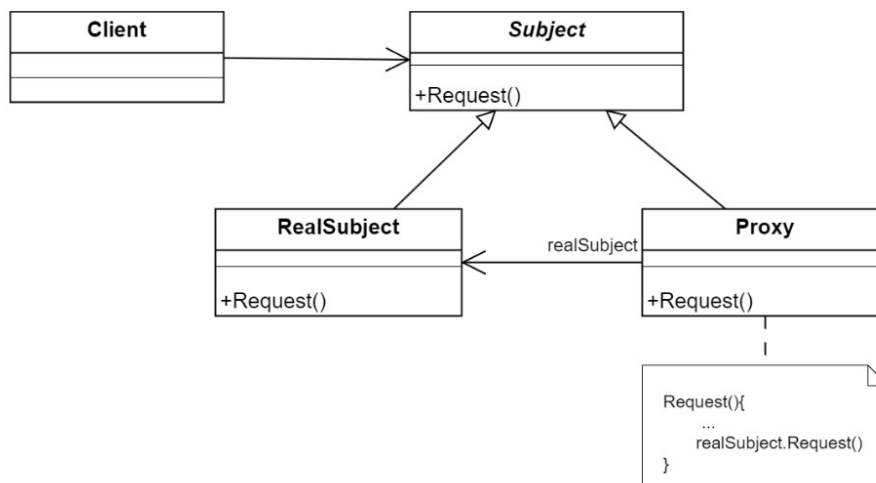 Client
Subject
+Request()
RealSubject
+Request()
realSubject
Proxy
+Request()
Request(){
...
realSubject.Request()
}